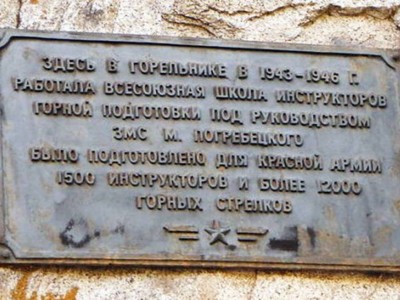 ЗДЕСЬ В ГОРЕЛЬНИКЕ В 1943-1946 Г.
РАБОТАЛА ВСЕСОЮЗНАЯ ШКОЛА ИНСТРУКТОРОВ
ГОРНОЙ ПОДГОТОВКИ ПОД РУКОВОДСТВОМ
ЗМС М. ПОГРЕБЕЦКОГО
БЫЛО ПОДГОТОВЛЕНО ДЛЯ КРАСНОЙ АРМИИ
1500 ИНСТРУКТОРОВ И БОЛЕЕ 12000
ГОРНЫХ СТРЕЛКОВ